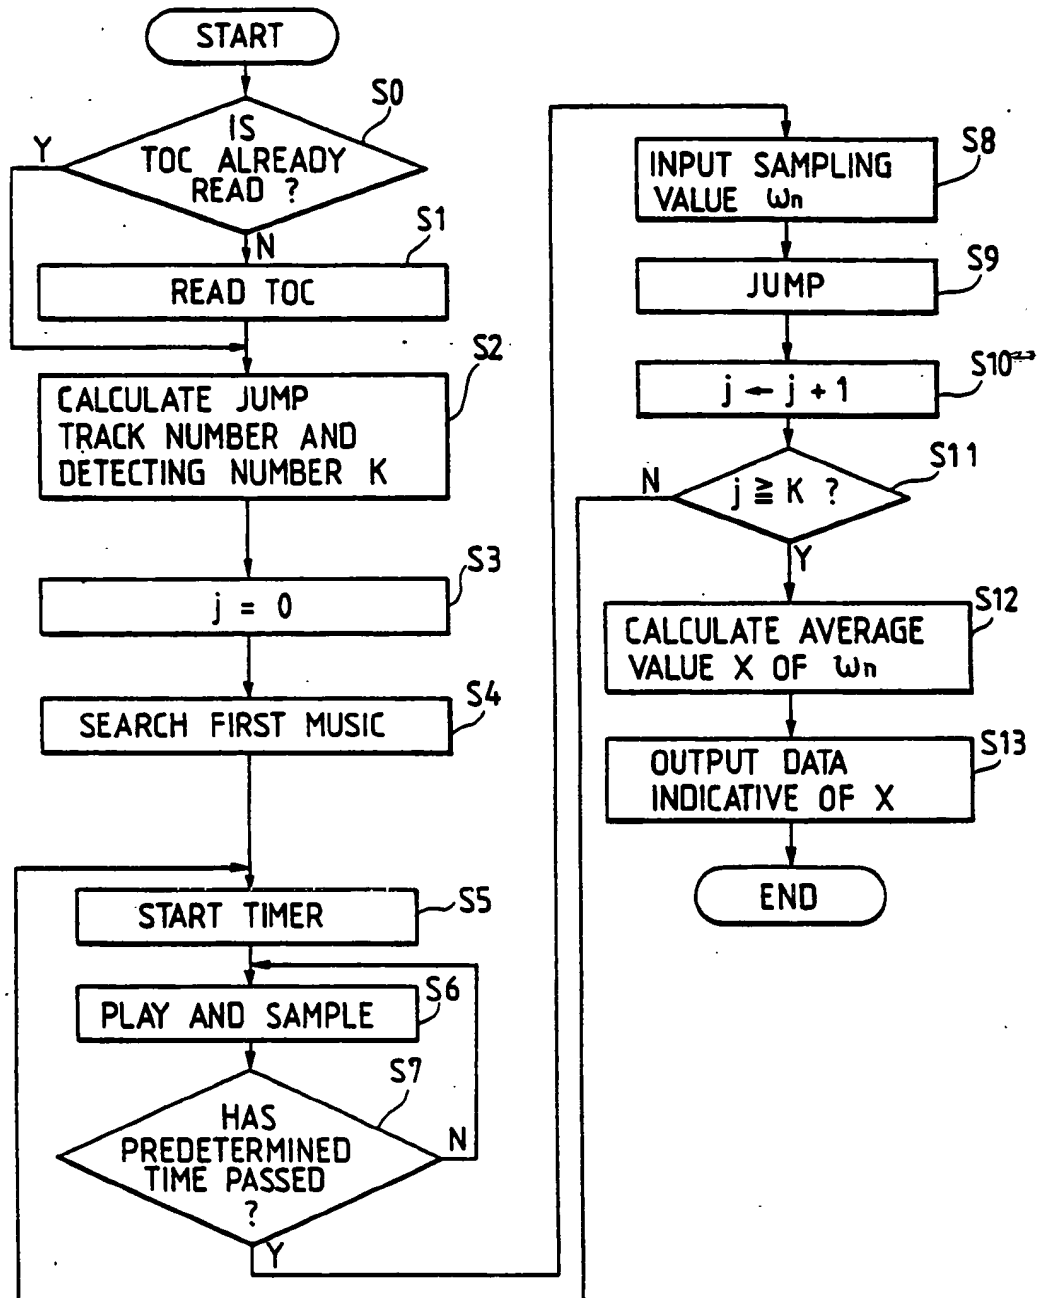 START
S0
IS
TOC ALREADY
READ ?
Y
N
S1
READ TOC
S2
CALCULATE JUMP
TRACK NUMBER AND
DETECTING NUMBER K
S3
j = 0
S4
SEARCH FIRST MUSIC
S5
START TIMER
S6
PLAY AND SAMPLE
S7
HAS
PREDETERMINED
TIME PASSED
?
N
Y
S8
INPUT SAMPLING
VALUE ωn
S9
JUMP
S10
j ← j + 1
S11
j ≧ K ?
N
Y
S12
CALCULATE AVERAGE
VALUE X OF ωn
S13
OUTPUT DATA
INDICATIVE OF X
END